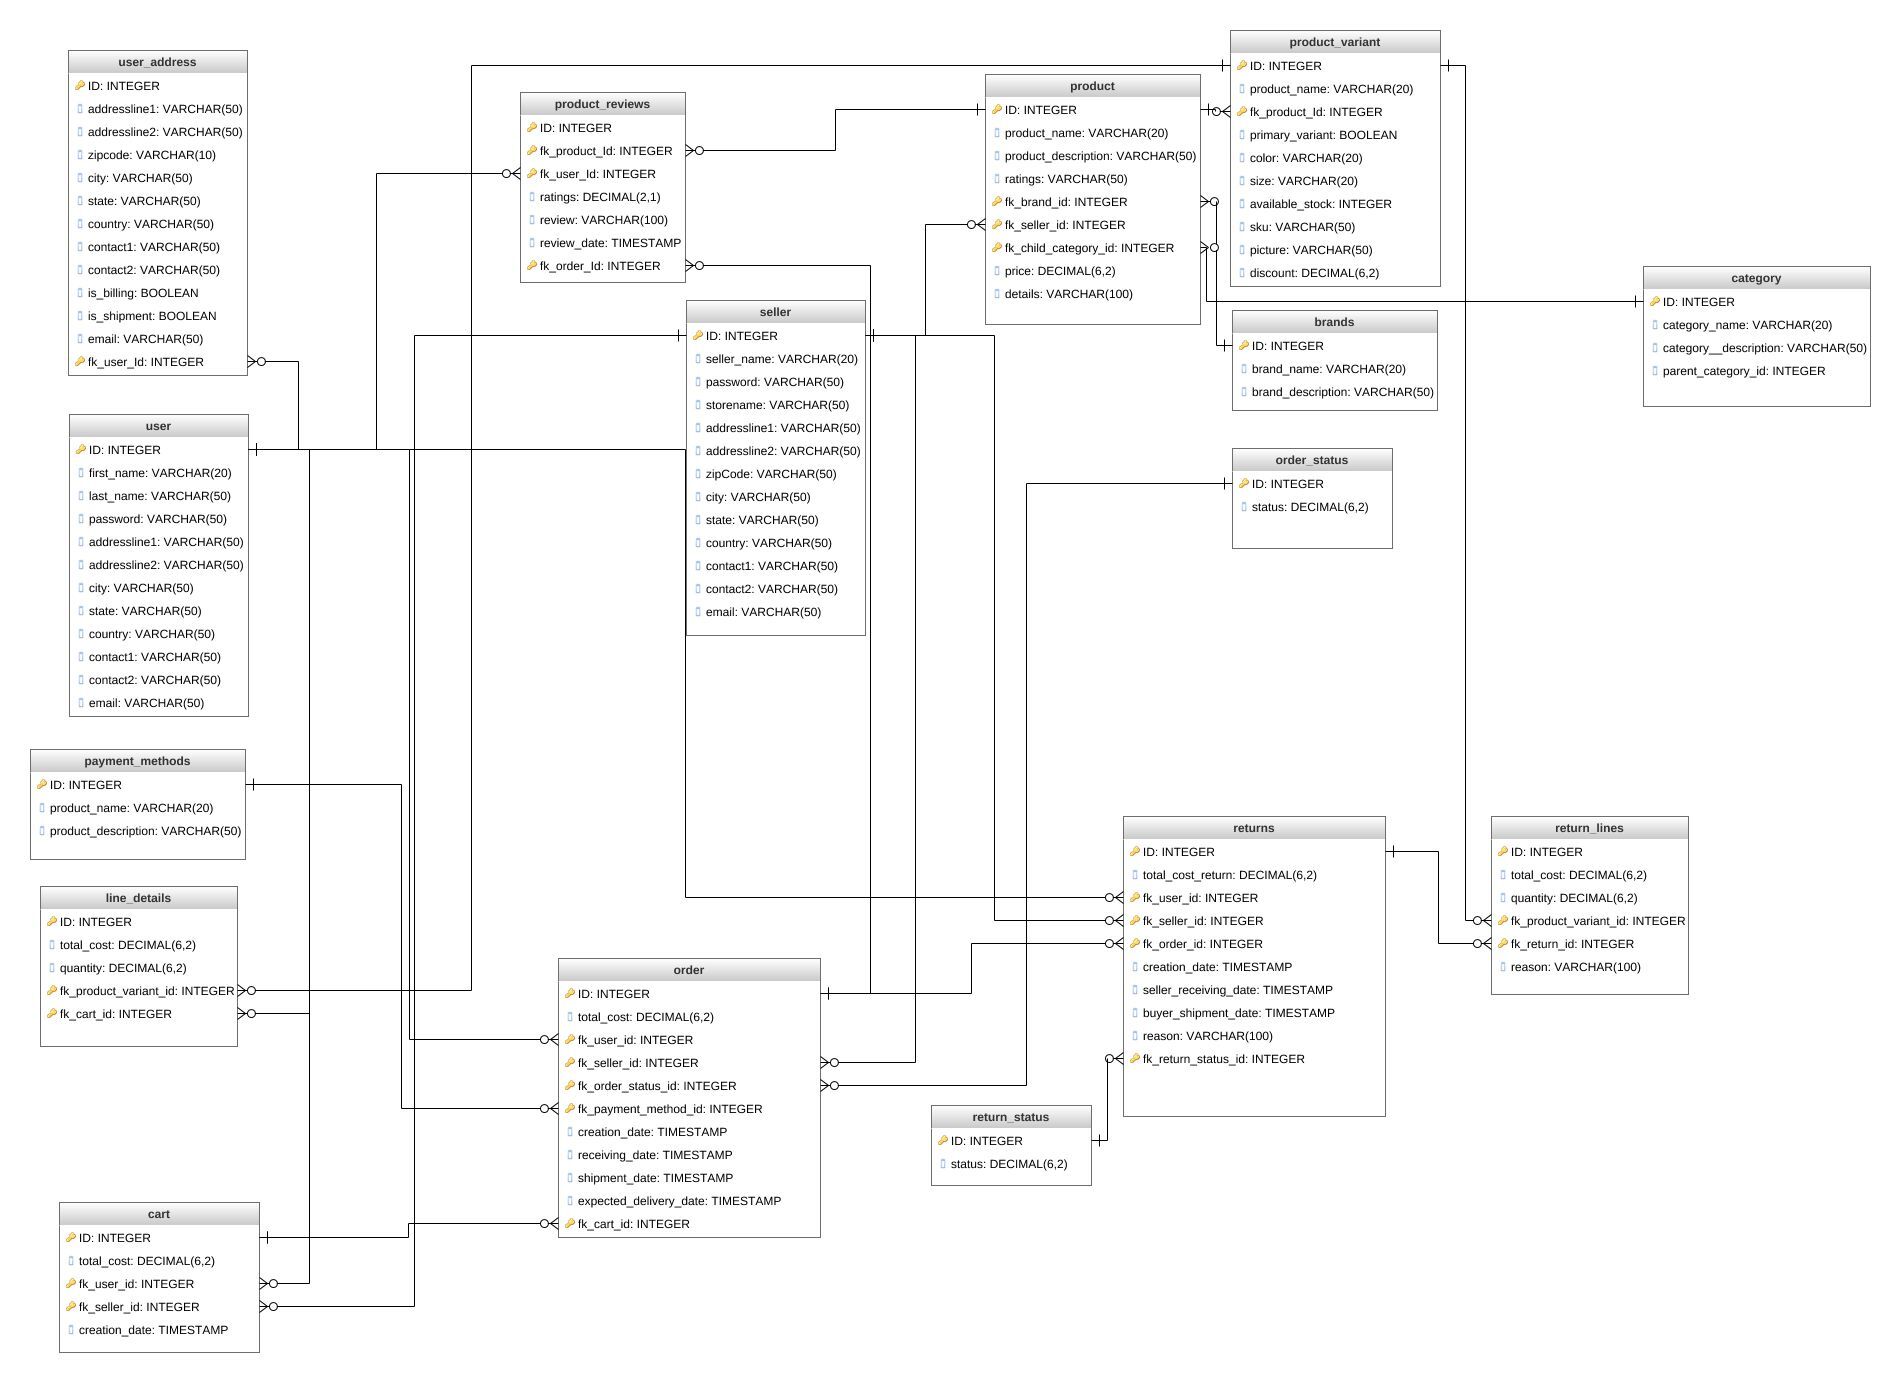 user_address
ID: INTEGER
addressline1: VARCHAR(50)
addressline2: VARCHAR(50)
zipcode: VARCHAR(10)
city: VARCHAR(50)
state: VARCHAR(50)
country: VARCHAR(50)
contact1: VARCHAR(50)
contact2: VARCHAR(50)
is_billing: BOOLEAN
is_shipment: BOOLEAN
email: VARCHAR(50)
fk_user_Id: INTEGER
product_reviews
ID: INTEGER
fk_product_Id: INTEGER
fk_user_Id: INTEGER
ratings: DECIMAL(2,1)
review: VARCHAR(100)
review_date: TIMESTAMP
fk_order_Id: INTEGER
product
ID: INTEGER
product_name: VARCHAR(20)
product_description: VARCHAR(50)
ratings: VARCHAR(50)
fk_brand_id: INTEGER
fk_seller_id: INTEGER
fk_child_category_id: INTEGER
price: DECIMAL(6,2)
details: VARCHAR(100)
product_variant
ID: INTEGER
product_name: VARCHAR(20)
fk_product_Id: INTEGER
primary_variant: BOOLEAN
color: VARCHAR(20)
size: VARCHAR(20)
available_stock: INTEGER
sku: VARCHAR(50)
picture: VARCHAR(50)
discount: DECIMAL(6,2)
category
ID: INTEGER
category_name: VARCHAR(20)
category__description: VARCHAR(50)
parent_category_id: INTEGER
seller
ID: INTEGER
seller_name: VARCHAR(20)
password: VARCHAR(50)
storename: VARCHAR(50)
addressline1: VARCHAR(50)
addressline2: VARCHAR(50)
zipCode: VARCHAR(50)
city: VARCHAR(50)
state: VARCHAR(50)
country: VARCHAR(50)
contact1: VARCHAR(50)
contact2: VARCHAR(50)
email: VARCHAR(50)
brands
ID: INTEGER
brand_name: VARCHAR(20)
brand_description: VARCHAR(50)
user
ID: INTEGER
first_name: VARCHAR(20)
last_name: VARCHAR(50)
password: VARCHAR(50)
addressline1: VARCHAR(50)
addressline2: VARCHAR(50)
city: VARCHAR(50)
state: VARCHAR(50)
country: VARCHAR(50)
contact1: VARCHAR(50)
contact2: VARCHAR(50)
email: VARCHAR(50)
order_status
ID: INTEGER
status: DECIMAL(6,2)
payment_methods
ID: INTEGER
product_name: VARCHAR(20)
product_description: VARCHAR(50)
line_details
ID: INTEGER
total_cost: DECIMAL(6,2)
quantity: DECIMAL(6,2)
fk_product_variant_id: INTEGER
fk_cart_id: INTEGER
returns
ID: INTEGER
total_cost_return: DECIMAL(6,2)
fk_user_id: INTEGER
fk_seller_id: INTEGER
fk_order_id: INTEGER
creation_date: TIMESTAMP
seller_receiving_date: TIMESTAMP
buyer_shipment_date: TIMESTAMP
reason: VARCHAR(100)
fk_return_status_id: INTEGER
return_lines
ID: INTEGER
total_cost: DECIMAL(6,2)
quantity: DECIMAL(6,2)
fk_product_variant_id: INTEGER
fk_return_id: INTEGER
reason: VARCHAR(100)
order
ID: INTEGER
total_cost: DECIMAL(6,2)
fk_user_id: INTEGER
fk_seller_id: INTEGER
fk_order_status_id: INTEGER
fk_payment_method_id: INTEGER
creation_date: TIMESTAMP
receiving_date: TIMESTAMP
shipment_date: TIMESTAMP
expected_delivery_date: TIMESTAMP
fk_cart_id: INTEGER
return_status
ID: INTEGER
status: DECIMAL(6,2)
cart
ID: INTEGER
total_cost: DECIMAL(6,2)
fk_user_id: INTEGER
fk_seller_id: INTEGER
creation_date: TIMESTAMP